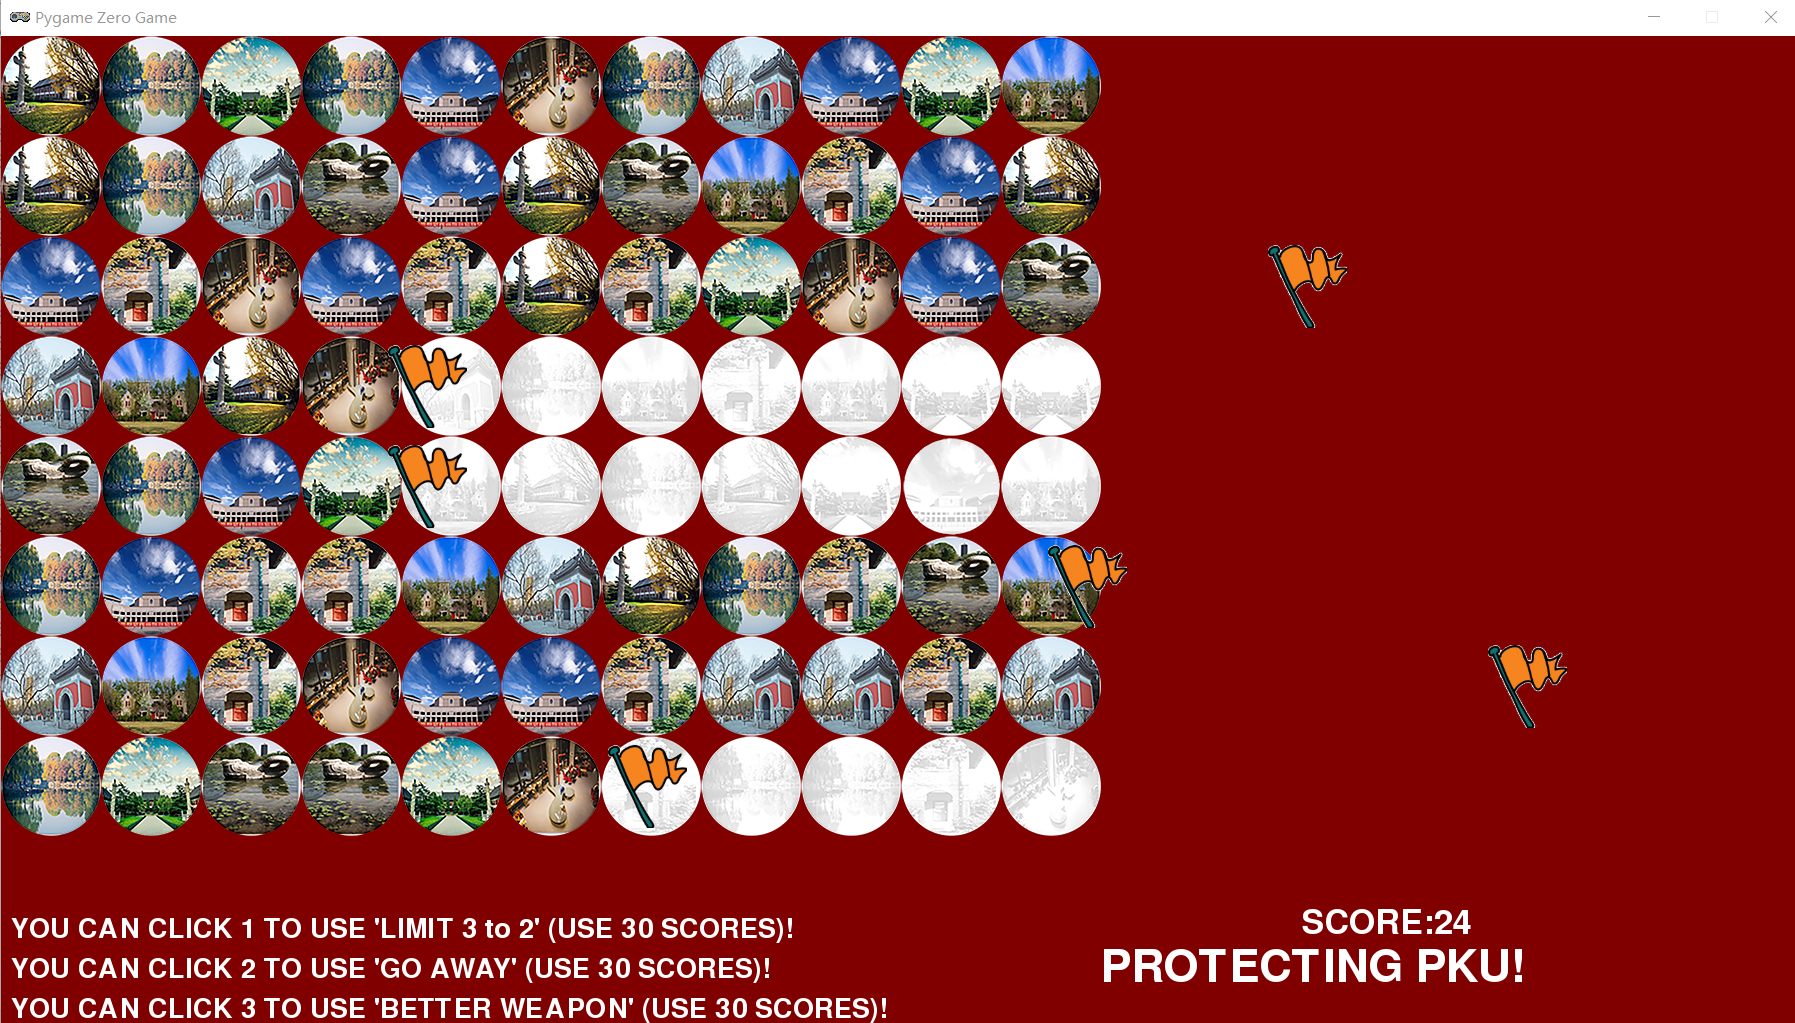 Pygame Zero Game
YOU CAN CLICK 1 TO USE 'LIMIT 3 to 2' (USE 30 SCORES)!
YOU CAN CLICK 2 TO USE 'GO AWAY' (USE 30 SCORES)!
YOU CAN CLICK 3 TO USE 'BETTER WEAPON' (USE 30 SCORES)!
SCORE:24
PROTECTING PKU!